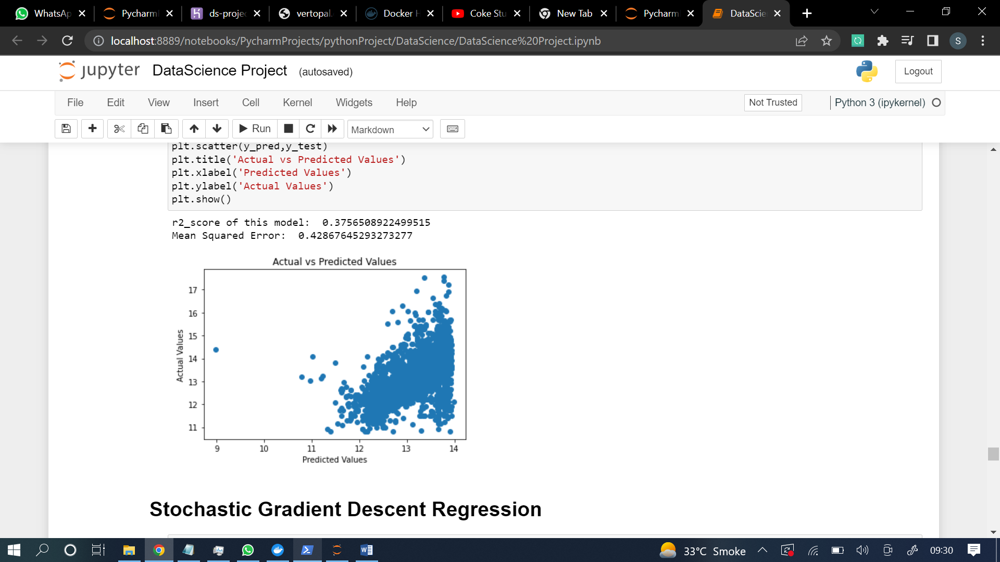 WhatsAp
Pycharml
ds-projec
vertopal.
Docker H
Coke Stu
New Tab
Pycharml
DataScie
localhost:8889/notebooks/PycharmProjects/pythonProject/DataScience/DataScience%20Project.ipynb
S
jupyter DataScience Project (autosaved)
Logout
File Edit View Insert Cell Kernel Widgets Help
Not Trusted
Python 3 (ipykernel)
Run
Markdown
plt.scatter(y_pred,y_test)
plt.title('Actual vs Predicted Values')
plt.xlabel('Predicted Values')
plt.ylabel('Actual Values')
plt.show()
r2_score of this model:  0.3756508922499515
Mean Squared Error:  0.42867645293273277
Actual vs Predicted Values
17
16
15
14
13
12
11
Actual Values
9 10 11 12 13 14
Predicted Values
Stochastic Gradient Descent Regression
33°C Smoke
09:30